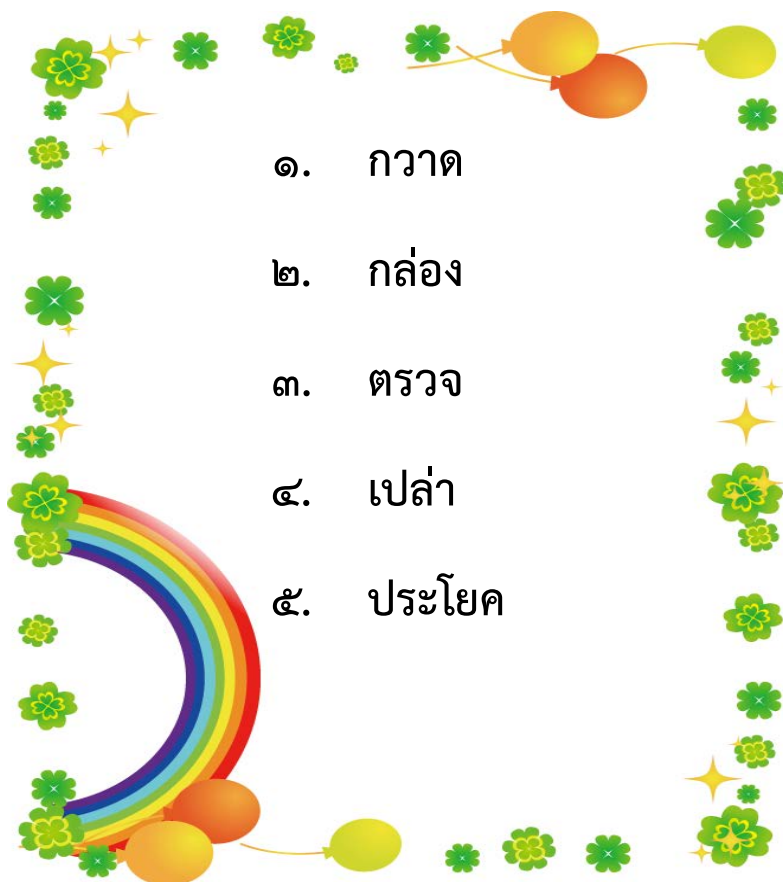 ๑. กวาด
๒. กล่อง
๓. ตรวจ
๔. เปล่า
๕. ประโยค